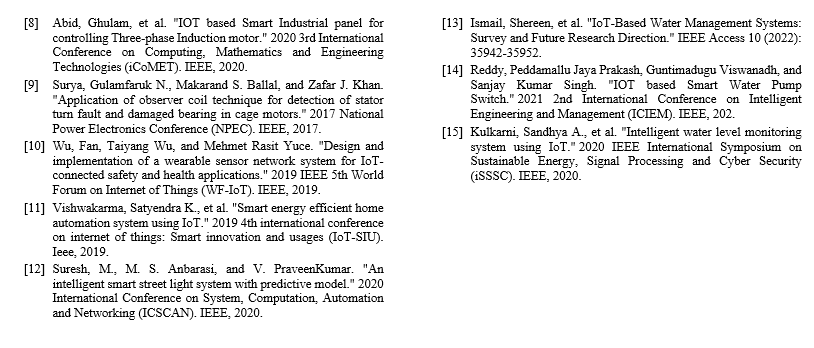 [8] Abid, Ghulam, et al. "IOT based Smart Industrial panel for
controlling Three-phase Induction motor." 2020 3rd International
Conference on Computing, Mathematics and Engineering
Technologies (iCoMET). IEEE, 2020.
[9] Surya, Gulamfaruk N., Makarand S. Ballal, and Zafar J. Khan.
"Application of observer coil technique for detection of stator
turn fault and damaged bearing in cage motors." 2017 National
Power Electronics Conference (NPEC). IEEE, 2017.
[10] Wu, Fan, Taiyang Wu, and Mehmet Rasit Yuce. "Design and
implementation of a wearable sensor network system for IoT-
connected safety and health applications." 2019 IEEE 5th World
Forum on Internet of Things (WF-IoT). IEEE, 2019.
[11] Vishwakarma, Satyendra K., et al. "Smart energy efficient home
automation system using IoT." 2019 4th international conference
on internet of things: Smart innovation and usages (IoT-SIU).
Ieee, 2019.
[12] Suresh, M., M. S. Anbarasi, and V. PraveenKumar. "An
intelligent smart street light system with predictive model." 2020
International Conference on System, Computation, Automation
and Networking (ICSCAN). IEEE, 2020.
[13] Ismail, Shereen, et al. "IoT-Based Water Management Systems:
Survey and Future Research Direction." IEEE Access 10 (2022):
35942-35952.
[14] Reddy, Peddamallu Jaya Prakash, Guntimadugu Viswanadh, and
Sanjay Kumar Singh. "IOT based Smart Water Pump
Switch." 2021 2nd International Conference on Intelligent
Engineering and Management (ICIEM). IEEE, 202.
[15] Kulkarni, Sandhya A., et al. "Intelligent water level monitoring
system using IoT." 2020 IEEE International Symposium on
Sustainable Energy, Signal Processing and Cyber Security
(iSSSC). IEEE, 2020.